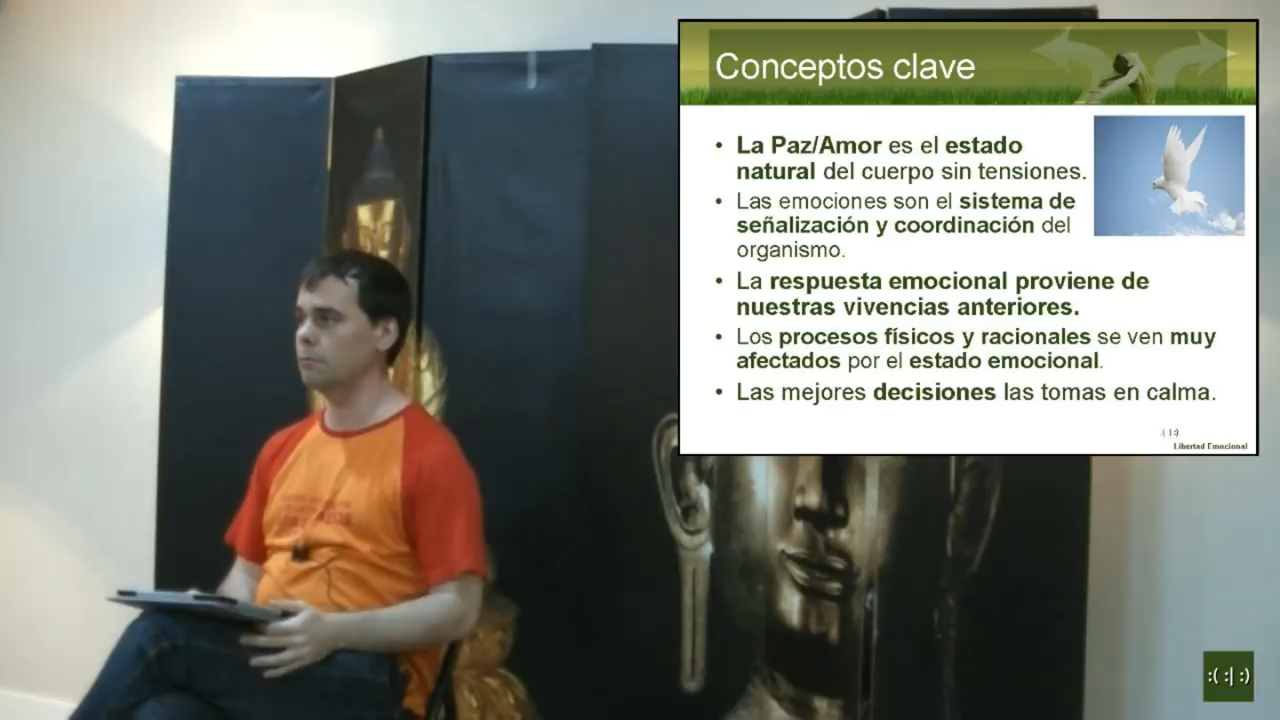 Conceptos clave
• La Paz/Amor es el estado
natural del cuerpo sin tensiones.
• Las emociones son el sistema de
señalización y coordinación del
organismo.
• La respuesta emocional proviene de
nuestras vivencias anteriores.
• Los procesos físicos y racionales se ven muy
afectados por el estado emocional.
• Las mejores decisiones las tomas en calma.
:( |:)
Libertad Emocional
:( :| :)